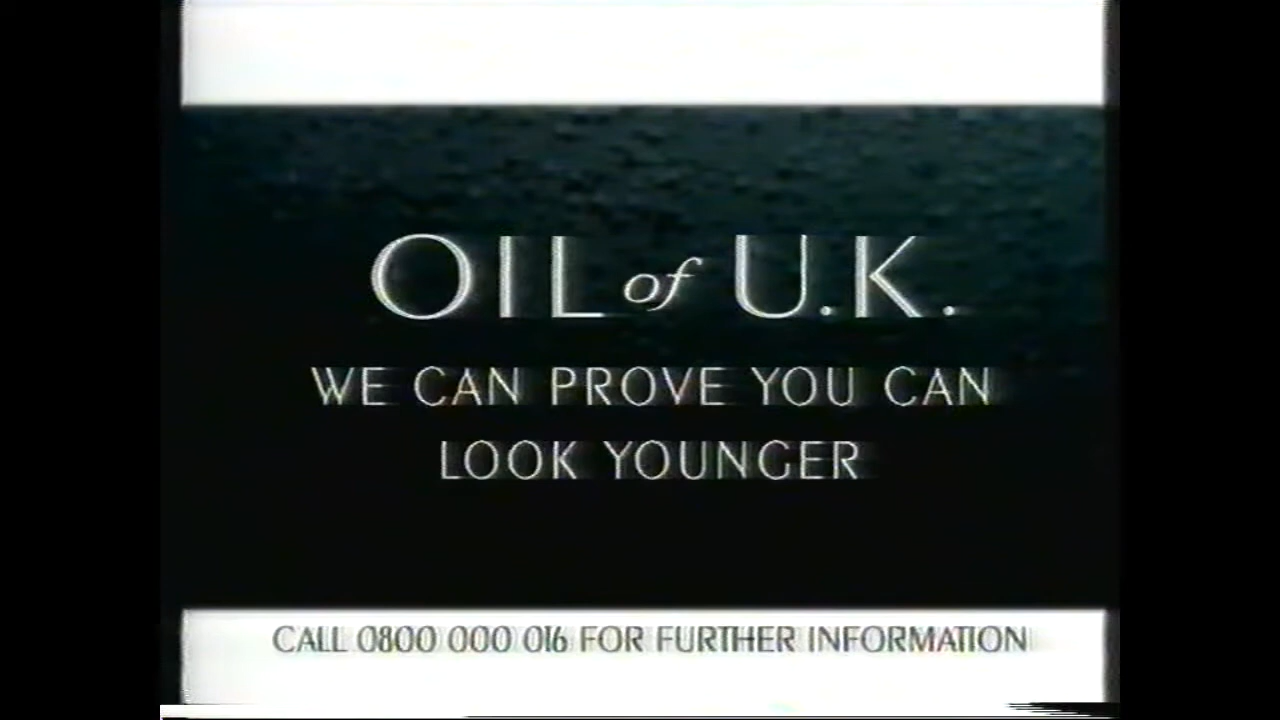 OIL of U.K.
WE CAN PROVE YOU CAN
LOOK YOUNGER
CALL 0800 000 016 FOR FURTHER INFORMATION